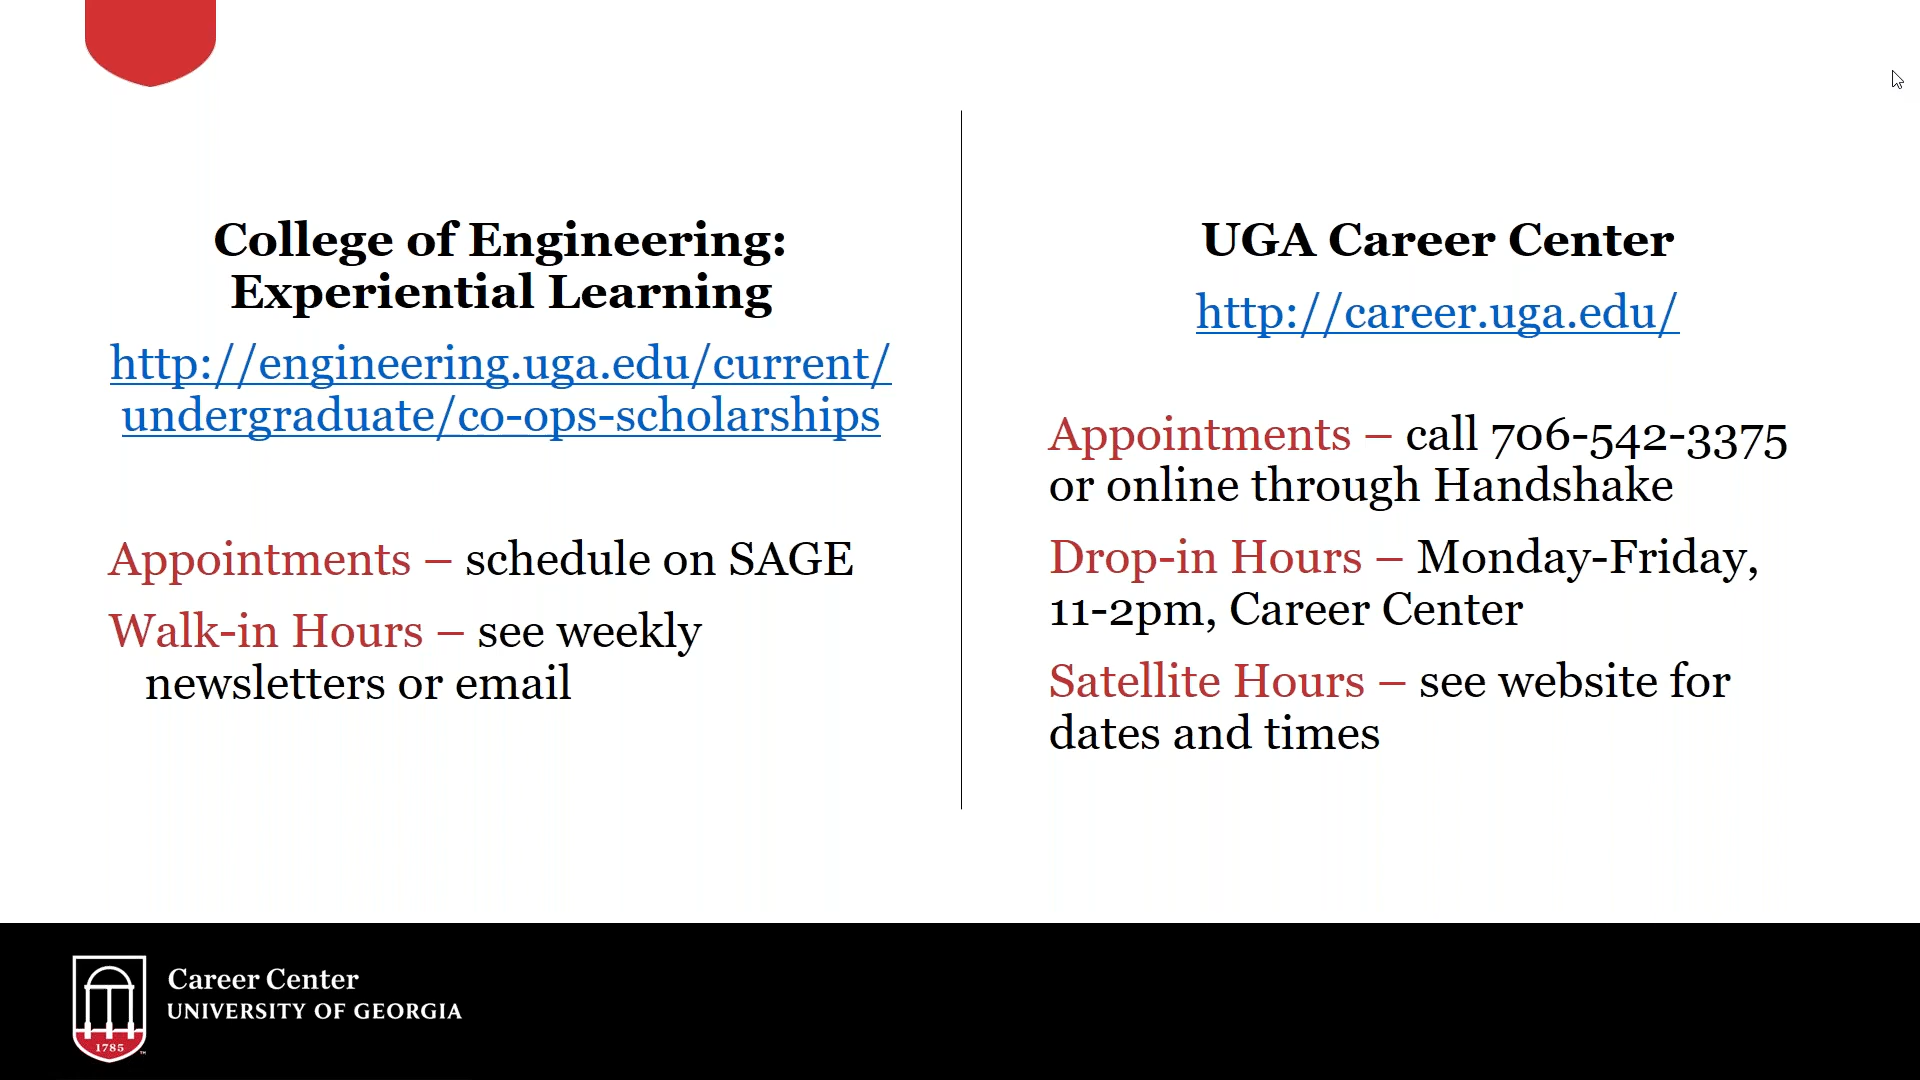 College of Engineering:
Experiential Learning
http://engineering.uga.edu/current/
undergraduate/co-ops-scholarships
Appointments – schedule on SAGE
Walk-in Hours – see weekly
newsletters or email
UGA Career Center
http://career.uga.edu/
Appointments – call 706-542-3375
or online through Handshake
Drop-in Hours – Monday-Friday,
11-2pm, Career Center
Satellite Hours – see website for
dates and times
Career Center
UNIVERSITY OF GEORGIA
1785